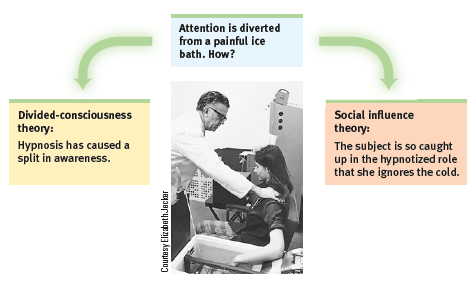 Attention is diverted
from a painful ice
bath. How?
Divided-consciousness
theory:
Hypnosis has caused a
split in awareness.
Social influence
theory:
The subject is so caught
up in the hypnotized role
that she ignores the cold.
Courtesy Elizabeth Jecker